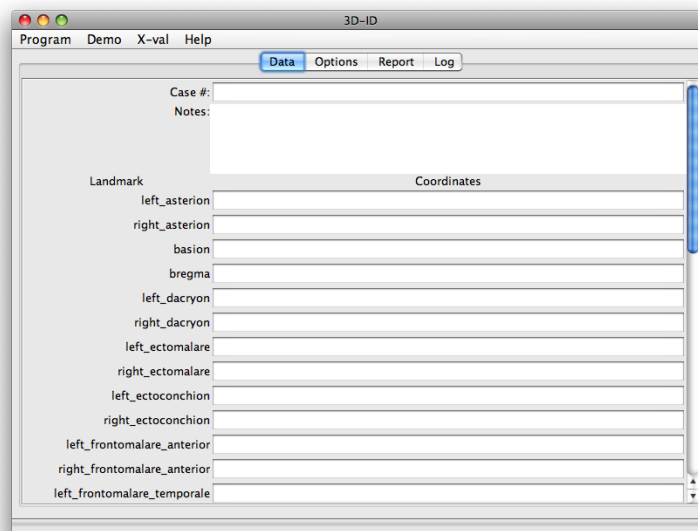 3D-ID
Program Demo X-val Help
Data Options Report Log
Case #:
Notes:
Landmark Coordinates
left_asterion
right_asterion
basion
bregma
left_dacryon
right_dacryon
left_ectomalare
right_ectomalare
left_ectoconchion
right_ectoconchion
left_frontomalare_anterior
right_frontomalare_anterior
left_frontomalare_temporale